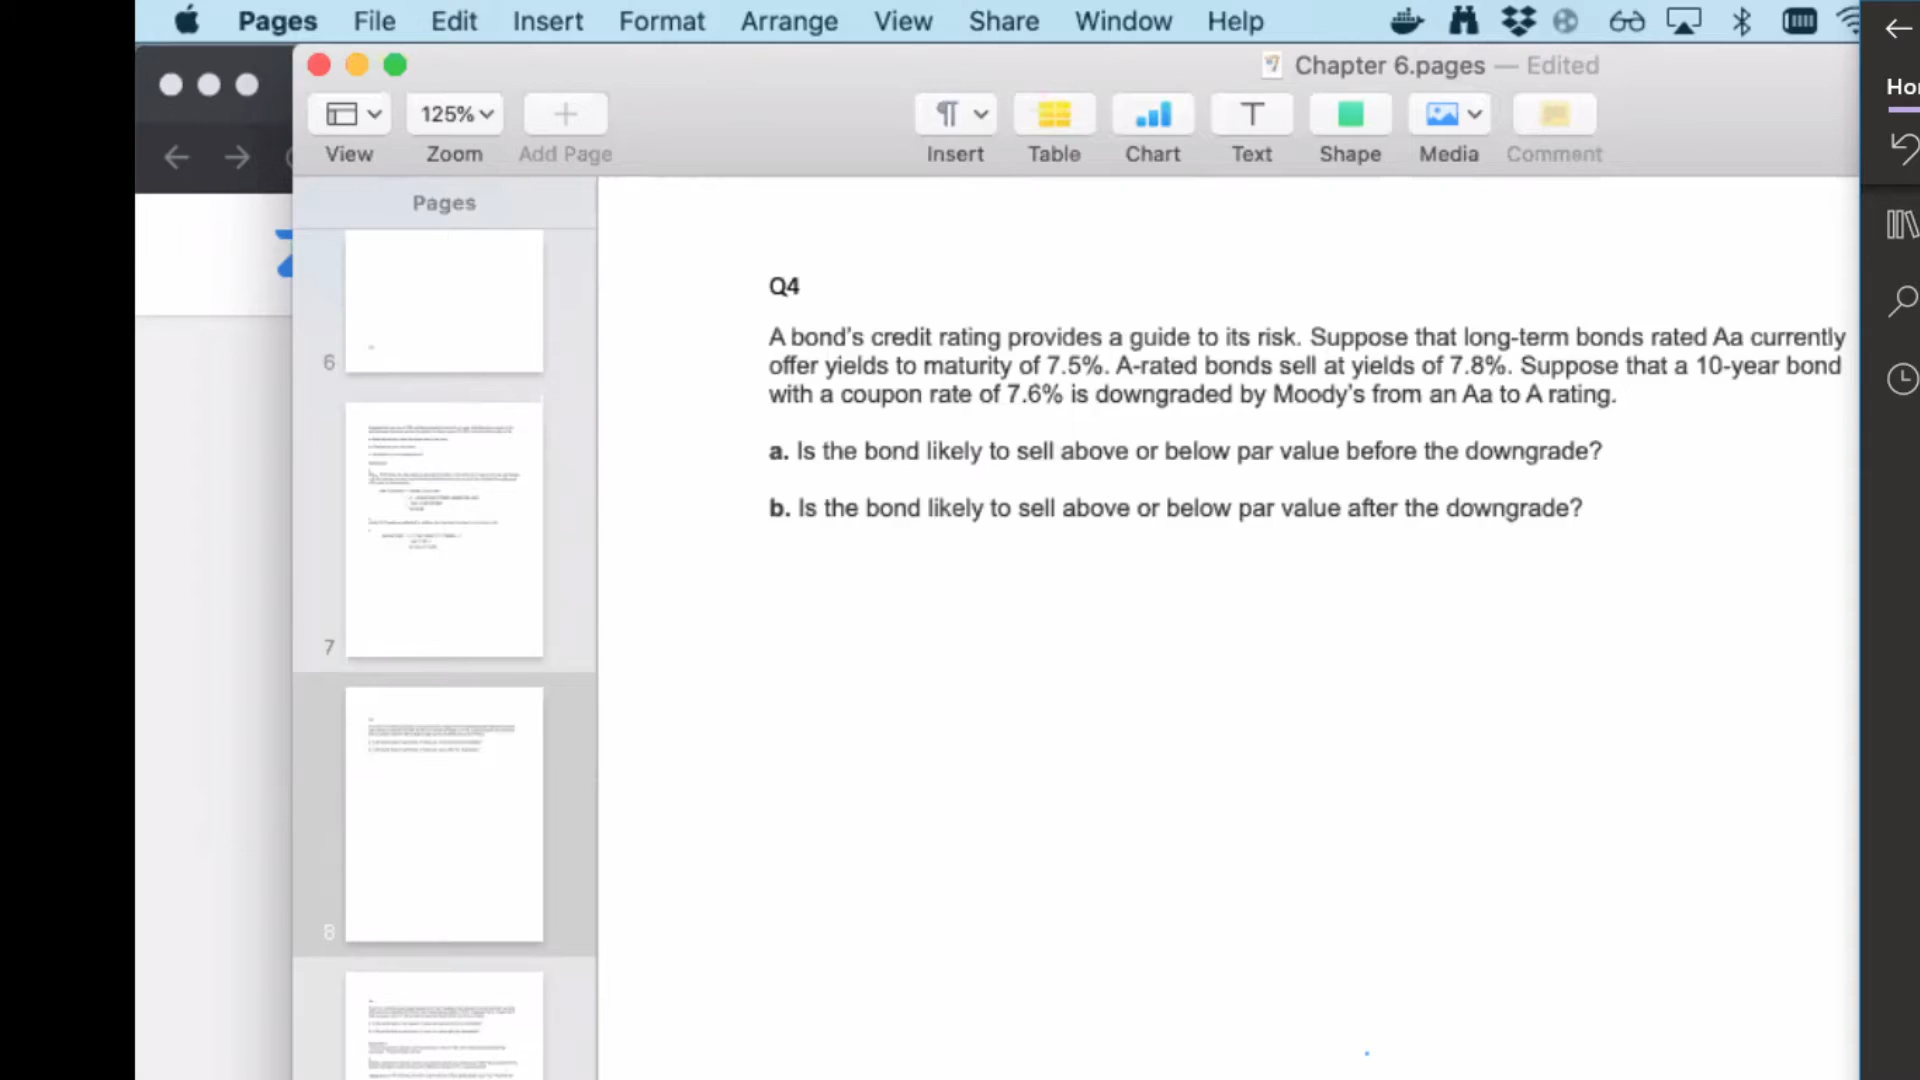 Pages File Edit Insert Format Arrange View Share Window Help
Chapter 6.pages — Edited
Hor
125%
View Zoom Add Page Insert Table Chart Text Shape Media Comment
Pages
6
7
8
Q4
A bond's credit rating provides a guide to its risk. Suppose that long-term bonds rated Aa currently
offer yields to maturity of 7.5%. A-rated bonds sell at yields of 7.8%. Suppose that a 10-year bond
with a coupon rate of 7.6% is downgraded by Moody's from an Aa to A rating.
a. Is the bond likely to sell above or below par value before the downgrade?
b. Is the bond likely to sell above or below par value after the downgrade?